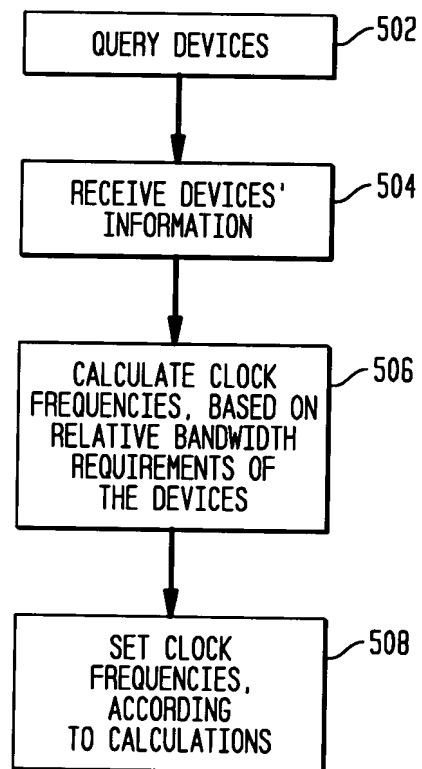 QUERY DEVICES
502
RECEIVE DEVICES'
INFORMATION
504
CALCULATE CLOCK
FREQUENCIES, BASED ON
RELATIVE BANDWIDTH
REQUIREMENTS OF
THE DEVICES
506
SET CLOCK
FREQUENCIES,
ACCORDING
TO CALCULATIONS
508